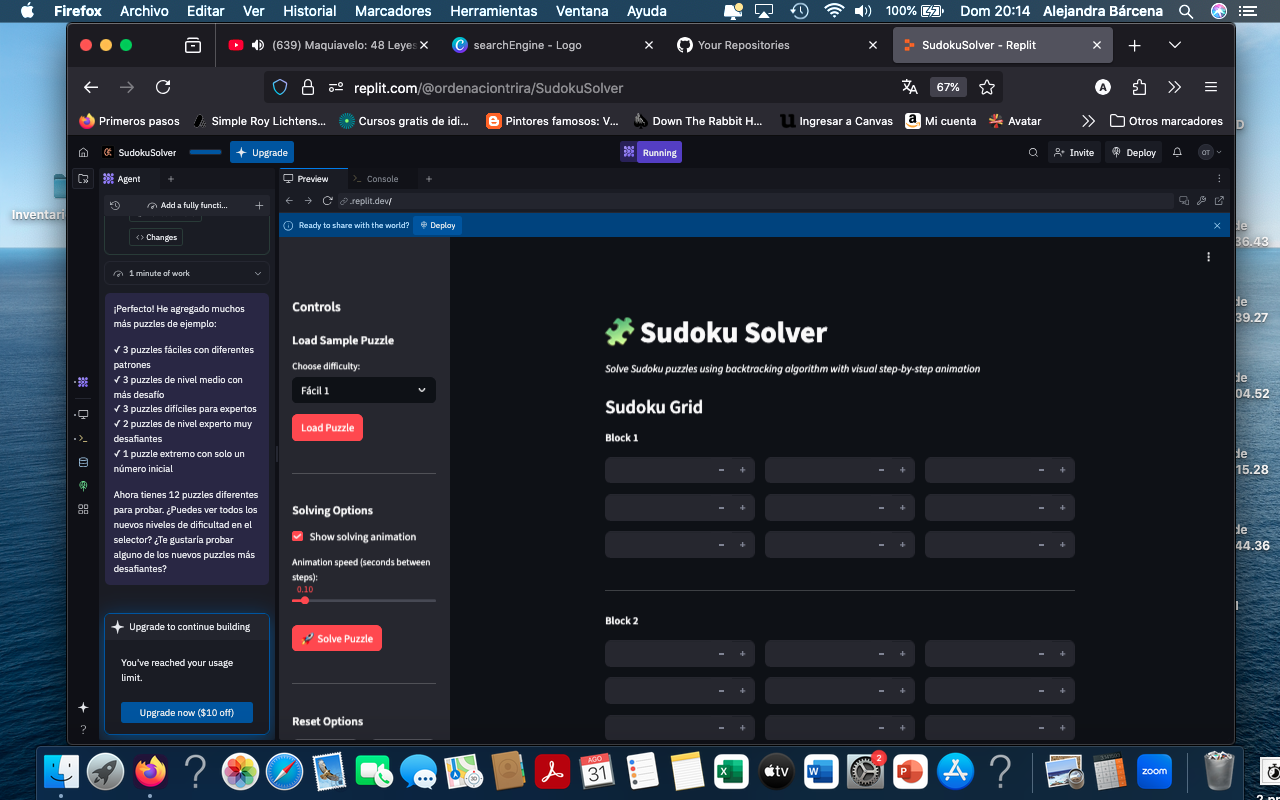 Firefox Archivo Editar Ver Historial Marcadores Herramientas Ventana Ayuda 100% Dom 20:14 Alejandra Bárcena
(639) Maquiavelo: 48 Leyes
searchEngine - Logo
Your Repositories
SudokuSolver - Replit
replit.com/@ordenaciontrira/SudokuSolver
67%
A
Primeros pasos
Simple Roy Lichtens...
Cursos gratis de idi...
Pintores famosos: V...
Down The Rabbit H...
Ingresar a Canvas
Mi cuenta
Avatar
Otros marcadores
SudokuSolver
Upgrade
Running
Invite
Deploy
OT
Agent
Preview
Console
Add a fully functi...
.replit.dev/
Ready to share with the world?
Deploy
Changes
1 minute of work
¡Perfecto! He agregado muchos
más puzzles de ejemplo:
✓ 3 puzzles fáciles con diferentes
patrones
✓ 3 puzzles de nivel medio con
más desafío
✓ 3 puzzles difíciles para expertos
✓ 2 puzzles de nivel experto muy
desafiantes
✓ 1 puzzle extremo con solo un
número inicial
Ahora tienes 12 puzzles diferentes
para probar. ¿Puedes ver todos los
nuevos niveles de dificultad en el
selector? ¿Te gustaría probar
alguno de los nuevos puzzles más
desafiantes?
Upgrade to continue building
You've reached your usage
limit.
Upgrade now ($10 off)
Controls
Load Sample Puzzle
Choose difficulty:
Fácil 1
Load Puzzle
Solving Options
Show solving animation
Animation speed (seconds between
steps):
0.10
Solve Puzzle
Reset Options
Sudoku Solver
Solve Sudoku puzzles using backtracking algorithm with visual step-by-step animation
Sudoku Grid
Block 1
Block 2
Inventari
de
36.43
de
39.27
de
04.52
de
15.28
de
44.36
AGO
31
2
tv
zoom